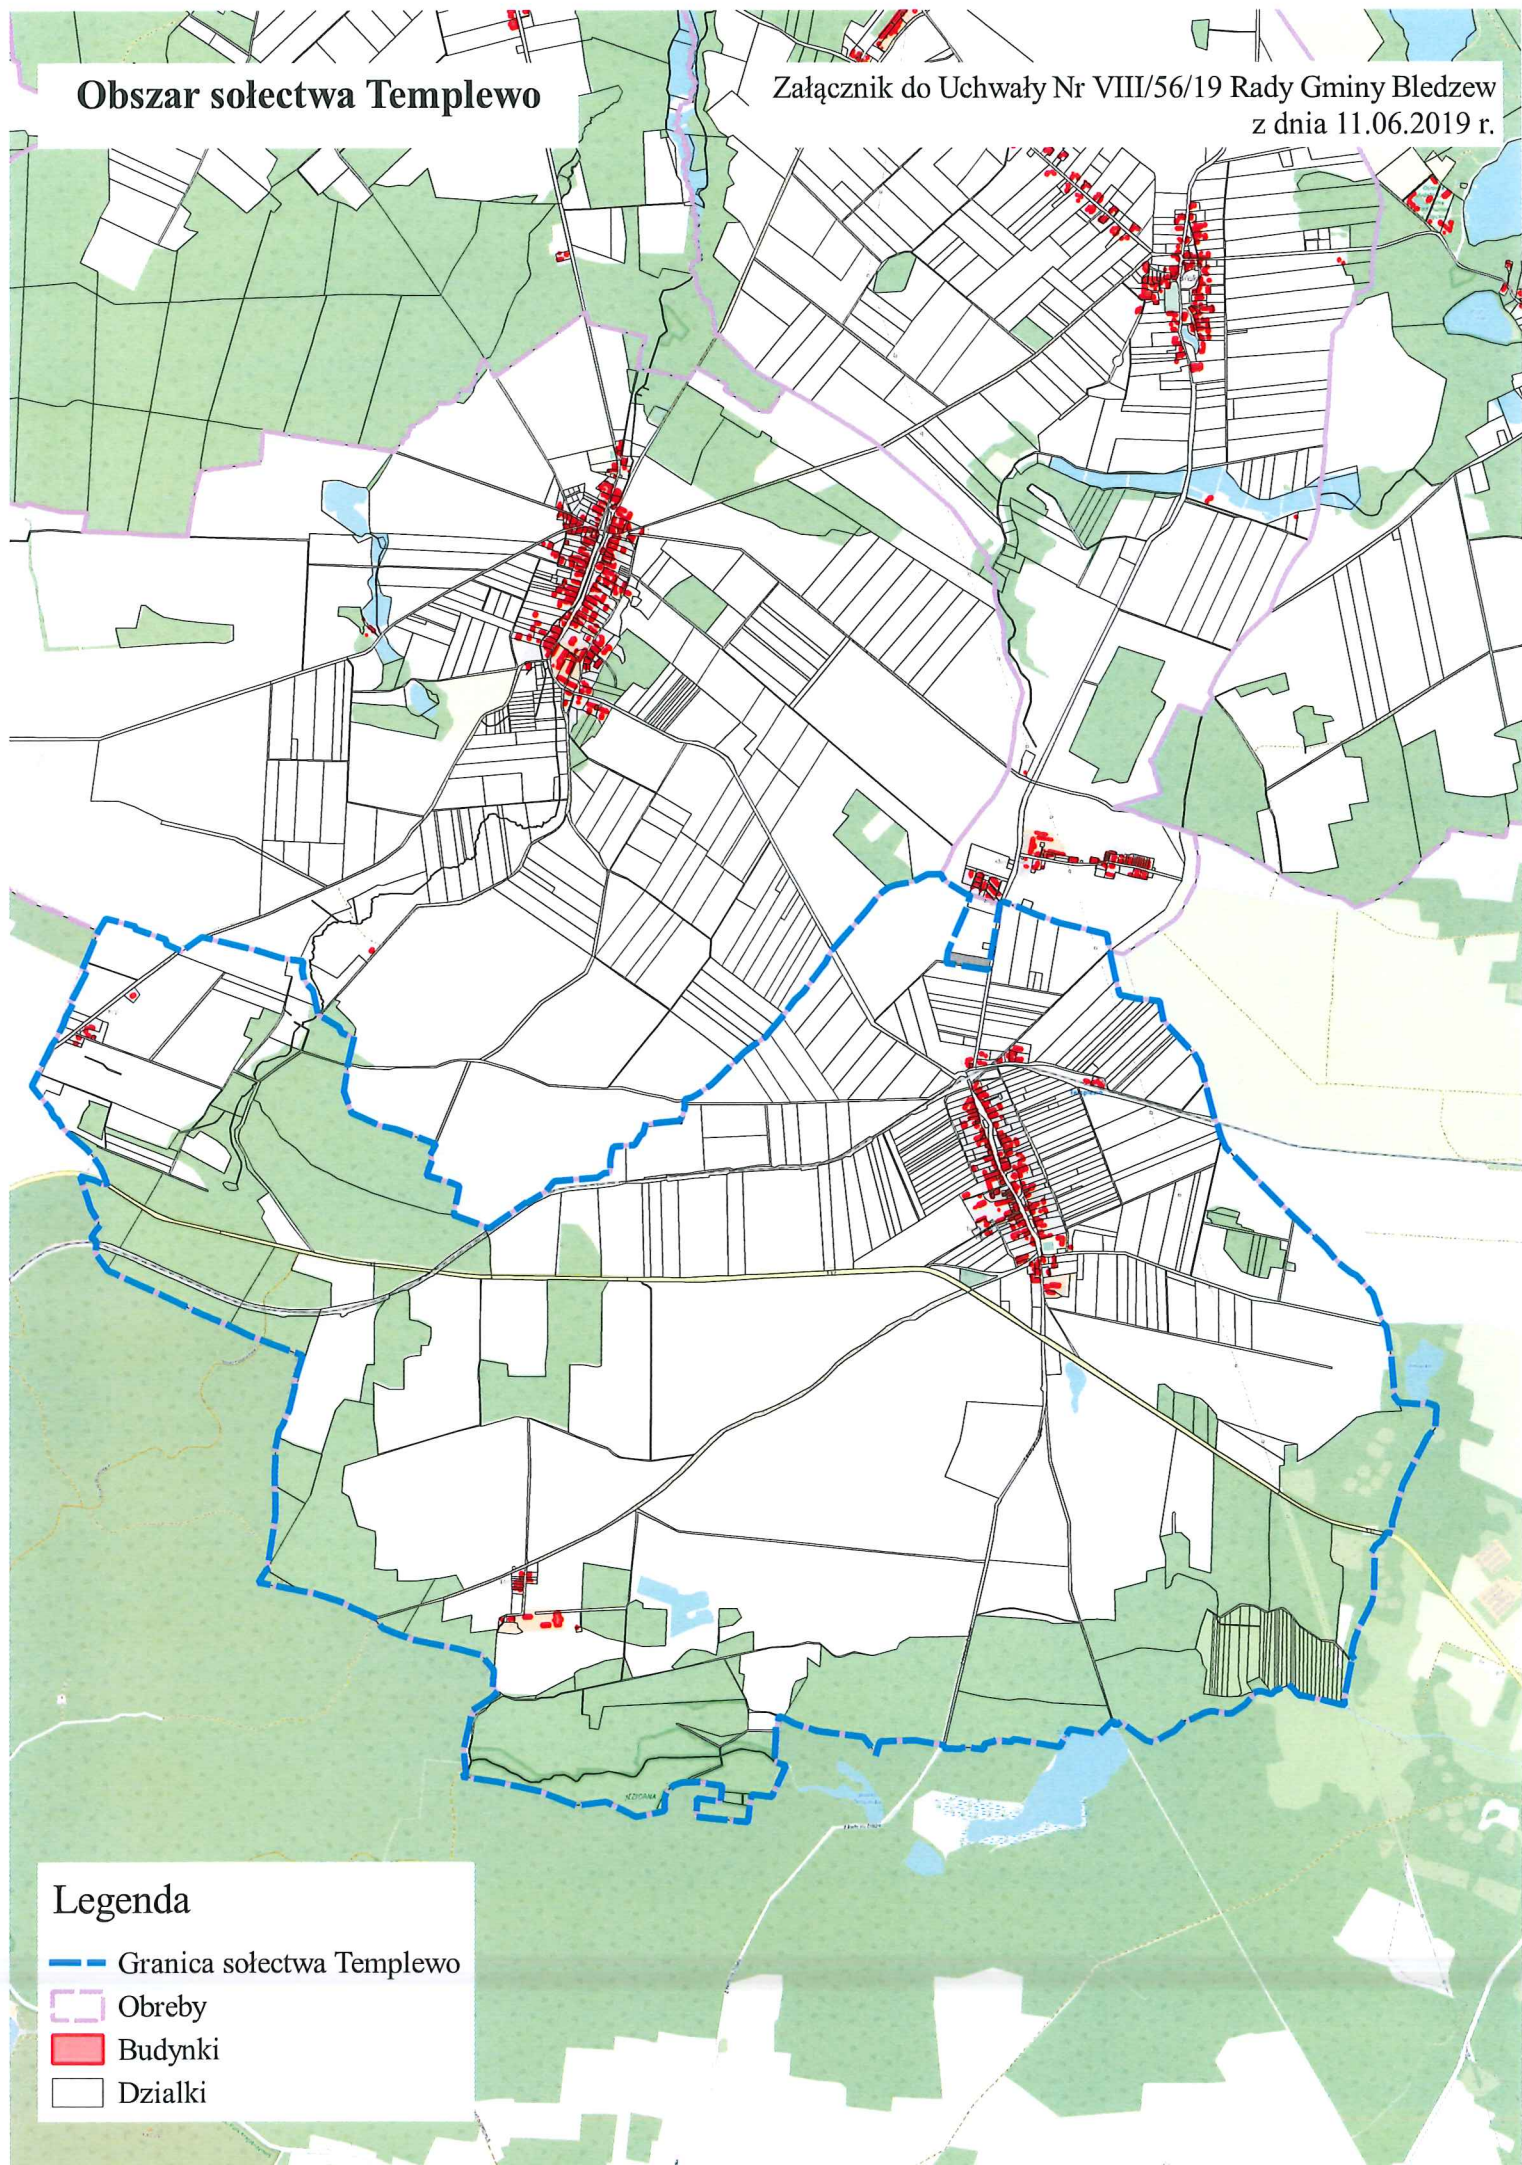 Obszar sołectwa Templewo
Załącznik do Uchwały Nr VIII/56/19 Rady Gminy Bledzew
z dnia 11.06.2019 r.
Legenda
Granica sołectwa Templewo
Obreby
Budynki
Dzialki